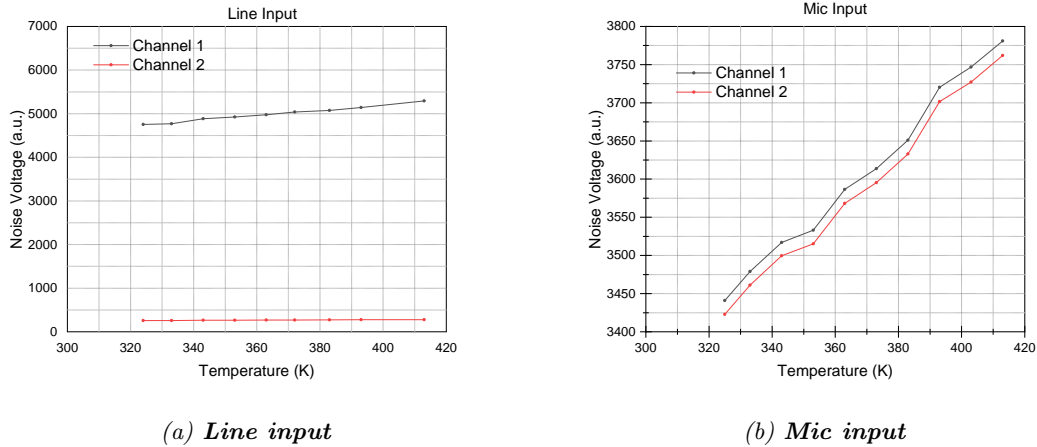 Line Input
7000
6000
5000
4000
3000
2000
1000
0
Noise Voltage (a.u.)
Channel 1
Channel 2
300 320 340 360 380 400 420
Temperature (K)
(a) Line input
Mic Input
3800
3750
3700
3650
3600
3550
3500
3450
3400
Noise Voltage (a.u.)
Channel 1
Channel 2
300 320 340 360 380 400 420
Temperature (K)
(b) Mic input